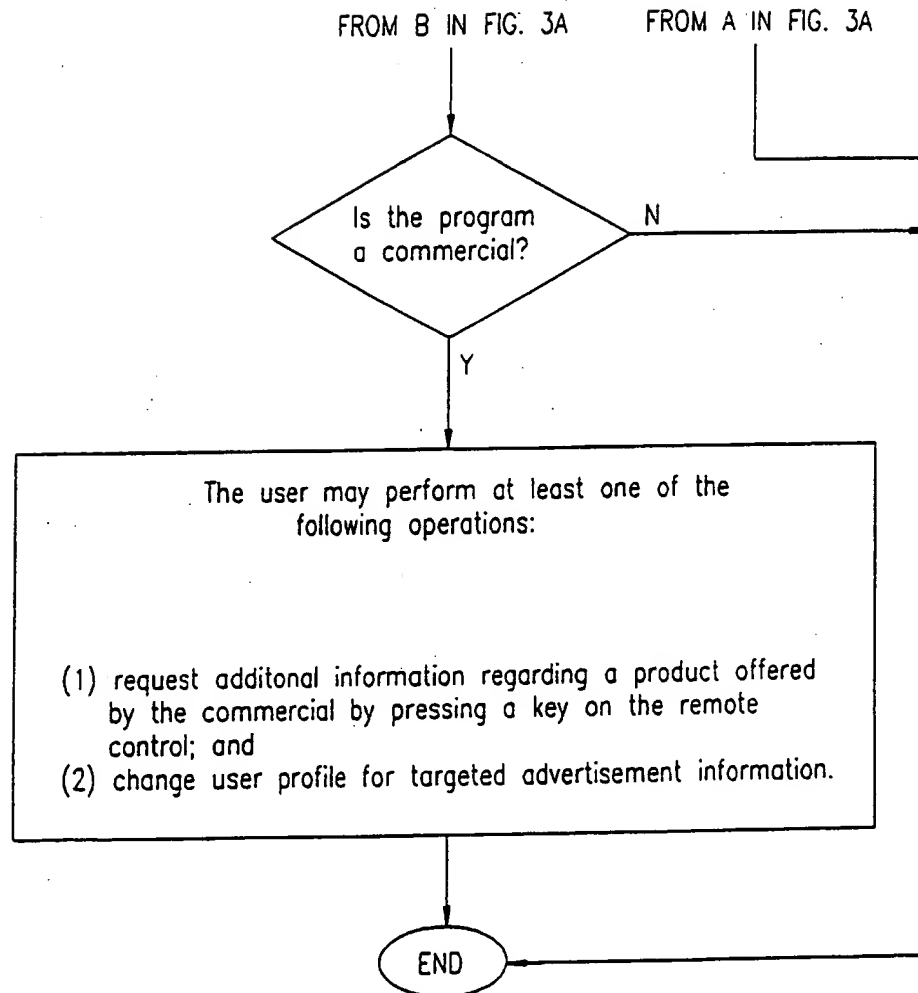 FROM B IN FIG. 3A
FROM A IN FIG. 3A
Is the program
a commercial?
N
Y
The user may perform at least one of the
following operations:
(1) request additonal information regarding a product offered
by the commercial by pressing a key on the remote
control; and
(2) change user profile for targeted advertisement information.
END